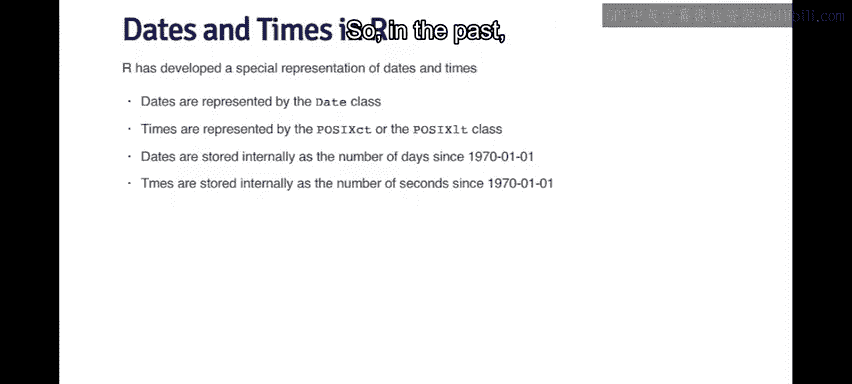 Dates and Times i
So, in the past,
R has developed a special representation of dates and times
· Dates are represented by the Date class
· Times are represented by the POSIXct or the POSIXlt class
· Dates are stored internally as the number of days since 1970-01-01
· Tmes are stored internally as the number of seconds since 1970-01-01